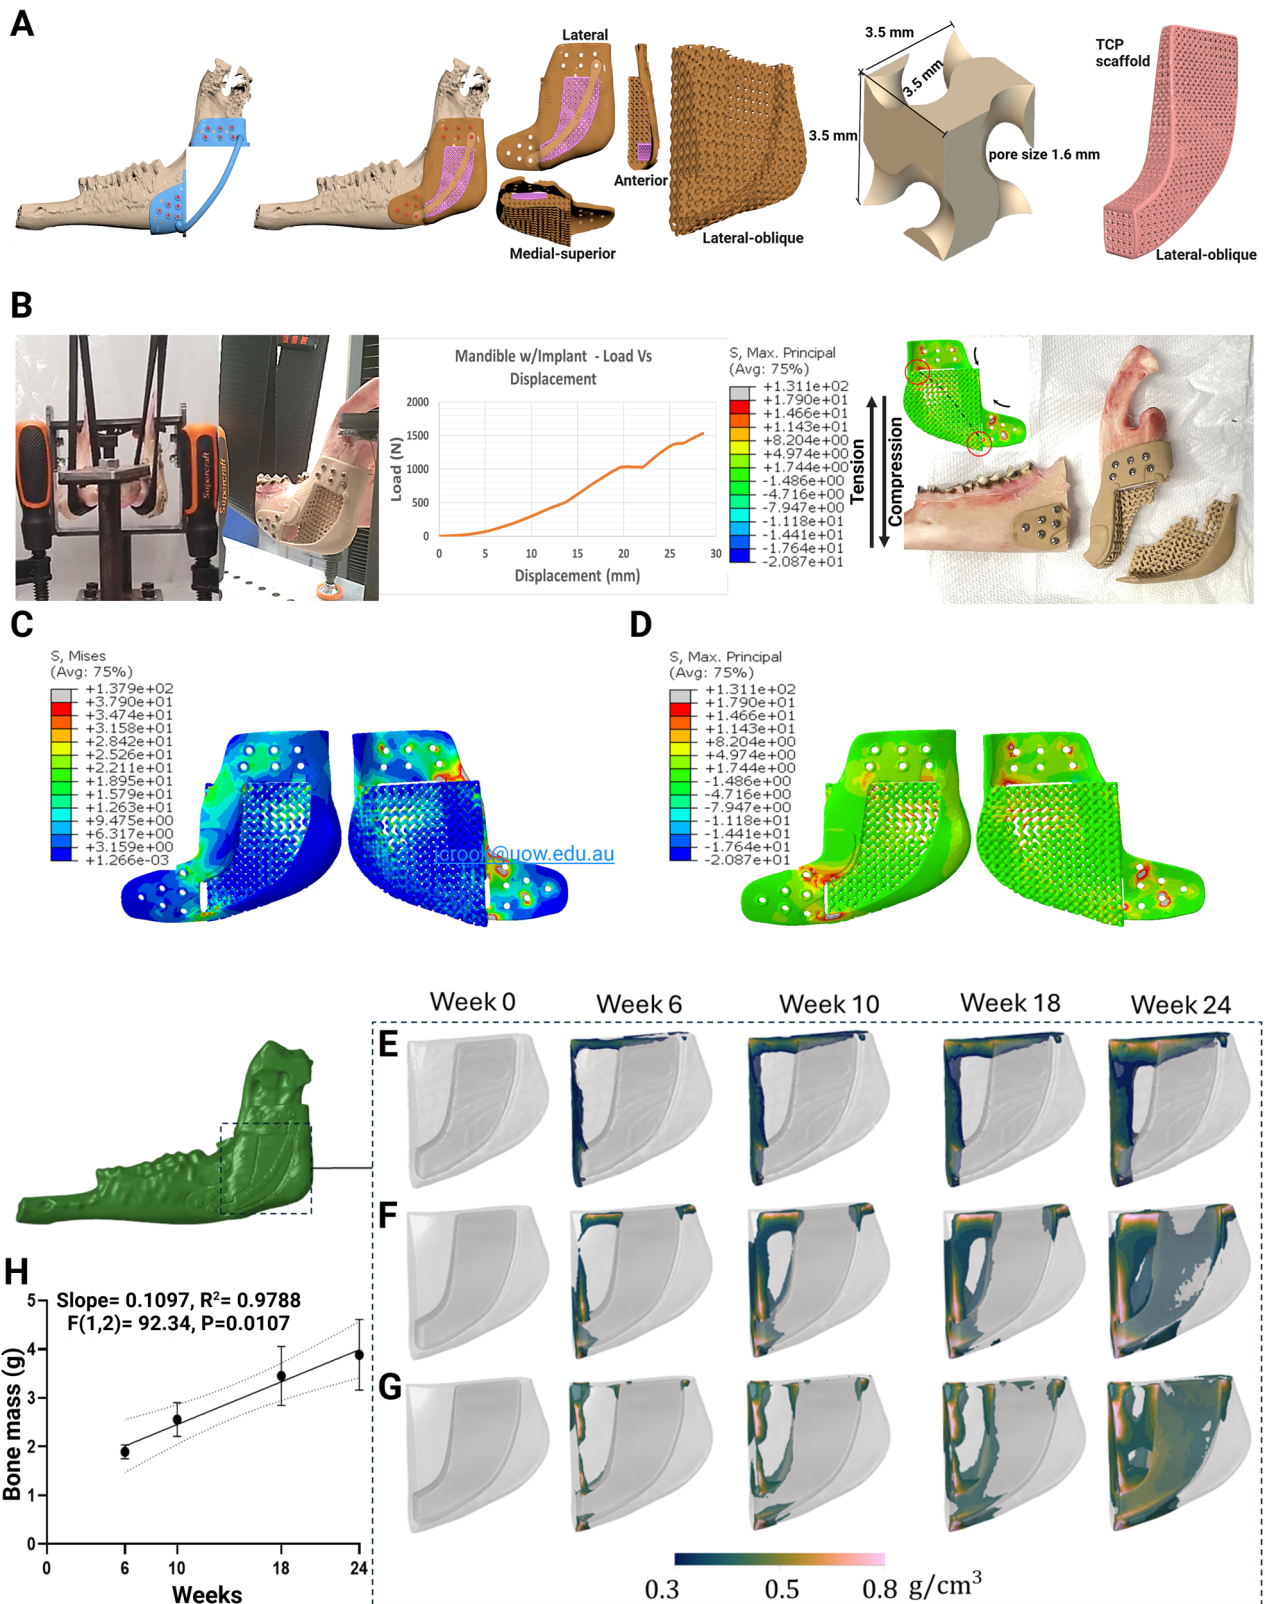 A
Lateral
Anterior
Medial-superior
Lateral-oblique
3.5 mm
3.5 mm
3.5 mm
pore size 1.6 mm
TCP
scaffold
Lateral-oblique
B
Supercraft
Supercraft
Mandible w/Implant - Load Vs
Displacement
Load (N)
2000
1500
1000
500
0
0 5 10 15 20 25 30
Displacement (mm)
S, Max. Principal
(Avg: 75%)
+1.311e+02
+1.790e+01
+1.466e+01
+1.143e+01
+8.204e+00
+4.974e+00
+1.744e+00
-1.486e+00
-4.716e+00
-7.947e+00
-1.118e+01
-1.441e+01
-1.764e+01
-2.087e+01
Tension
Compression
C
S, Mises
(Avg: 75%)
+1.379e+02
+3.790e+01
+3.474e+01
+3.158e+01
+2.842e+01
+2.526e+01
+2.211e+01
+1.895e+01
+1.579e+01
+1.263e+01
+9.475e+00
+6.317e+00
+3.159e+00
+1.266e-03
jcrook@uow.edu.au
D
S, Max. Principal
(Avg: 75%)
+1.311e+02
+1.790e+01
+1.466e+01
+1.143e+01
+8.204e+00
+4.974e+00
+1.744e+00
-1.486e+00
-4.716e+00
-7.947e+00
-1.118e+01
-1.441e+01
-1.764e+01
-2.087e+01
Week 0 Week 6 Week 10 Week 18 Week 24
E
F
G
0.3 0.5 0.8 g/cm³
H
Slope= 0.1097, R²= 0.9788
F(1,2)= 92.34, P=0.0107
Bone mass (g)
5
4
3
2
1
0
0 6 10 18 24
Weeks